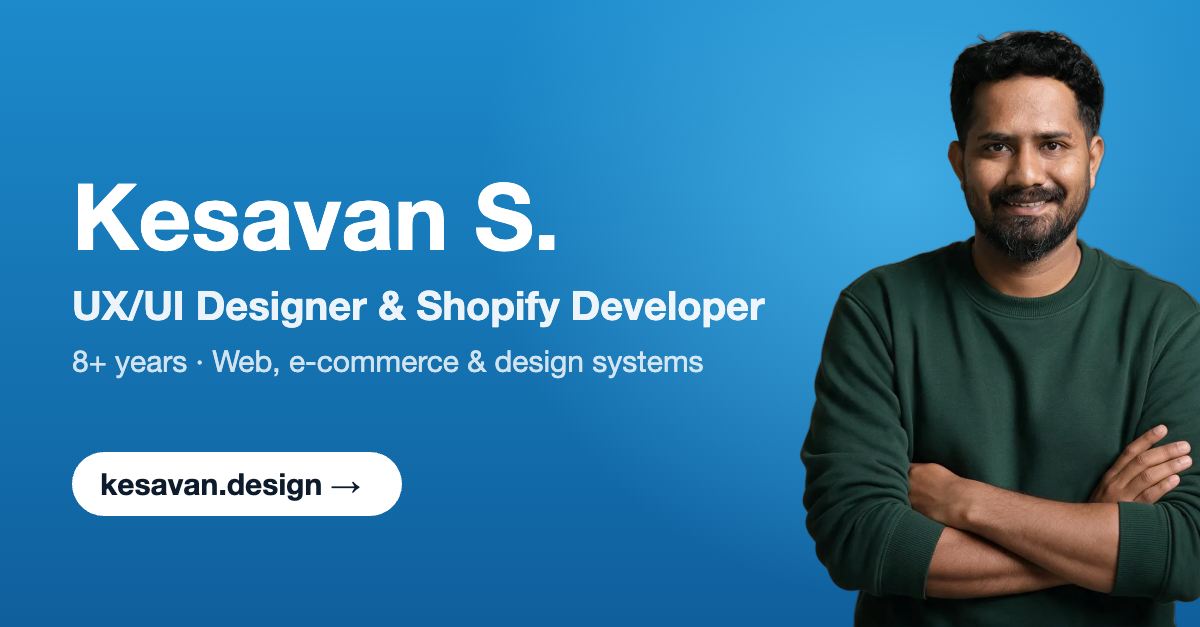 Kesavan S.
UX/UI Designer & Shopify Developer
8+ years · Web, e-commerce & design systems
kesavan.design →